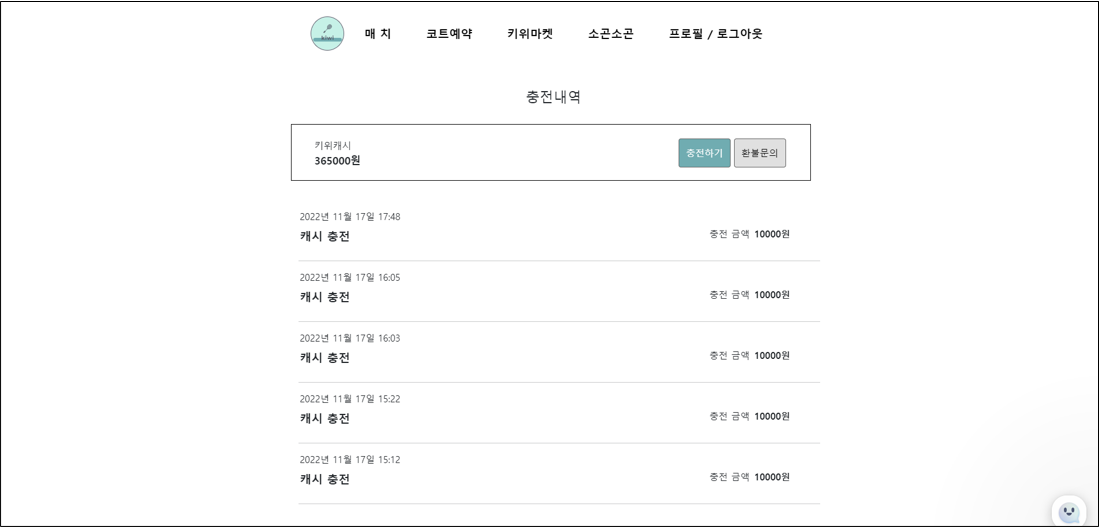 kiwi
매 치 코트예약 키위마켓 소곤소곤 프로필 / 로그아웃
충전내역
키위캐시
365000원
충전하기 환불문의
2022년 11월 17일 17:48
캐시 충전
충전 금액 10000원
2022년 11월 17일 16:05
캐시 충전
충전 금액 10000원
2022년 11월 17일 16:03
캐시 충전
충전 금액 10000원
2022년 11월 17일 15:22
캐시 충전
충전 금액 10000원
2022년 11월 17일 15:12
캐시 충전
충전 금액 10000원